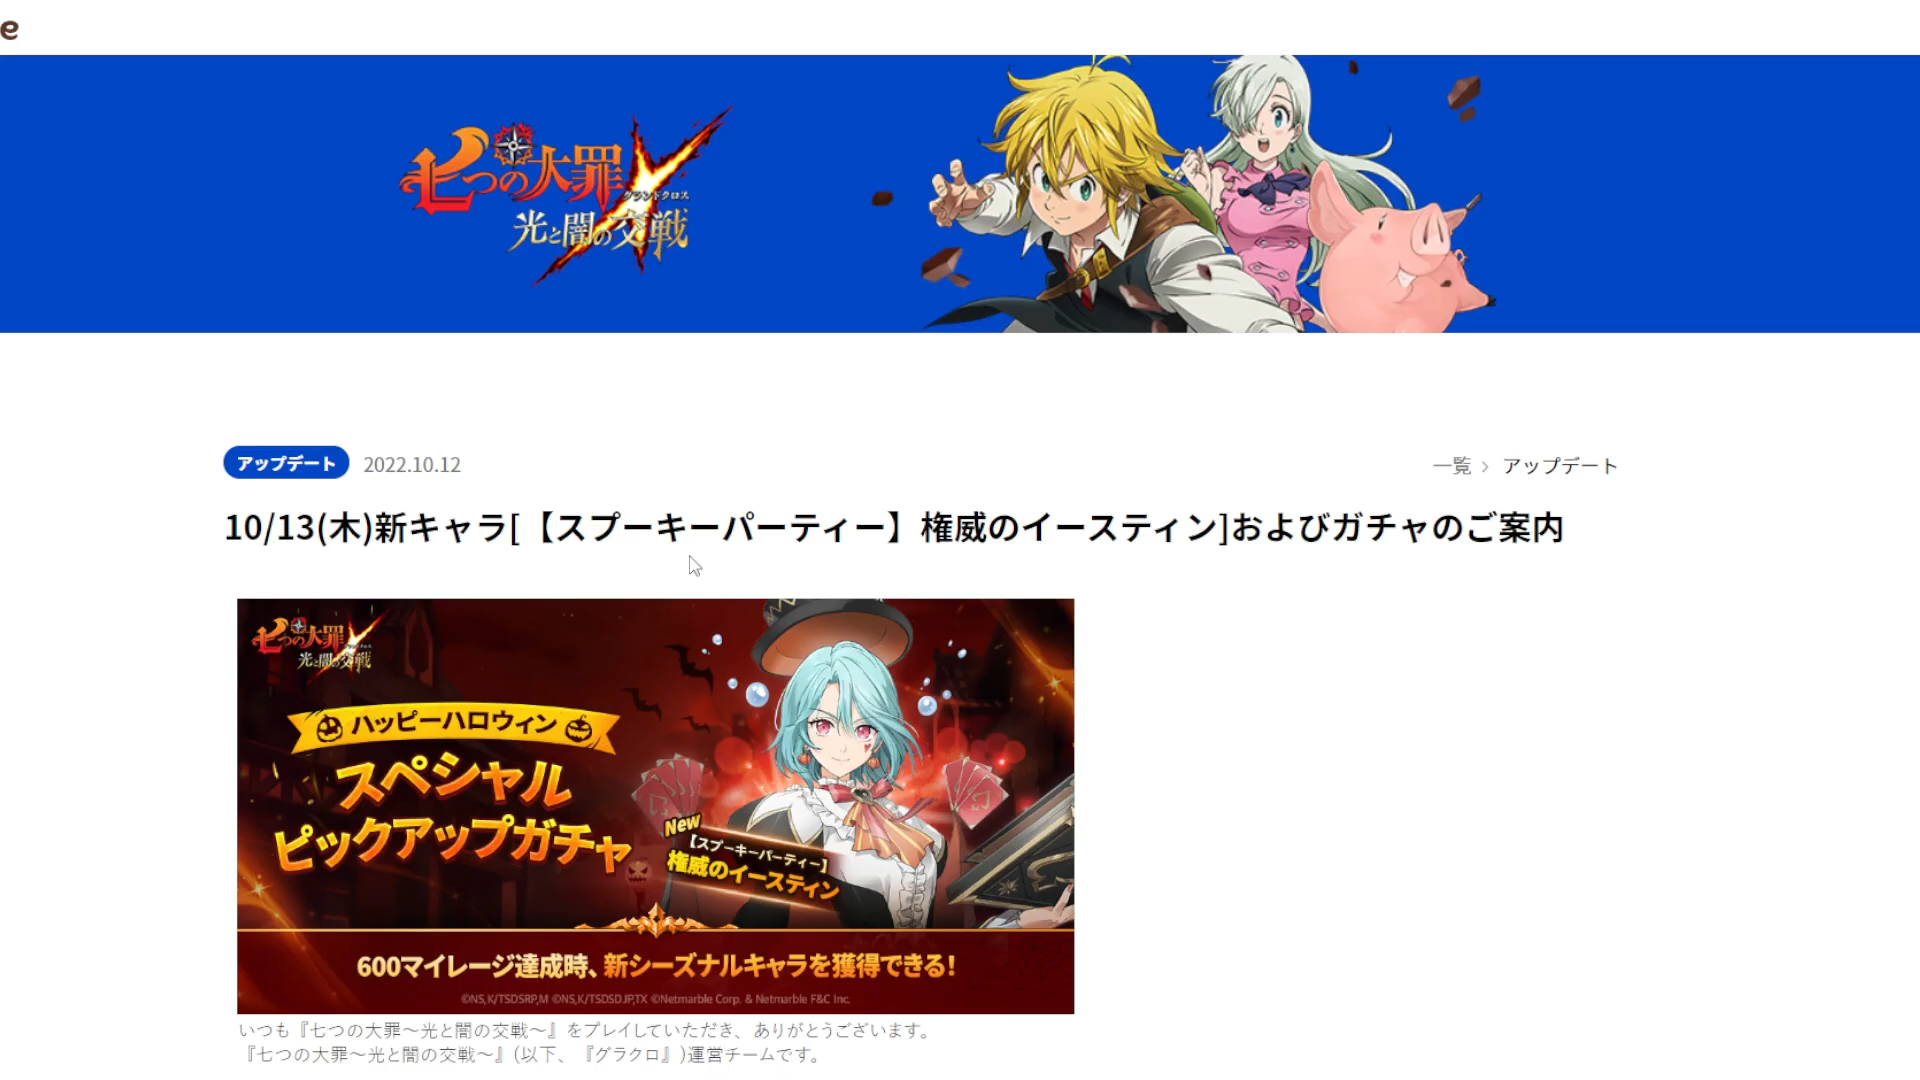 e
七つの大罪
グランドクロス
光と闇の交戦
アップデート 2022.10.12
一覧 > アップデート
10/13(木)新キャラ[【スプーキーパーティー】権威のイースティン]およびガチャのご案内
七つの大罪
光と闇の交戦
ハッピーハロウィン
スペシャル
ピックアップガチャ
New
【スプーキーパーティー】
権威のイースティン
600マイレージ達成時、新シーズナルキャラを獲得できる!
©NS,K/TSDSRP,M ©NS,K/TSDSD JP,TX ©Netmarble Corp. & Netmarble F&C Inc.
いつも『七つの大罪～光と闇の交戦～』をプレイしていただき、ありがとうございます。
『七つの大罪～光と闇の交戦～』(以下、『グラクロ』)運営チームです。